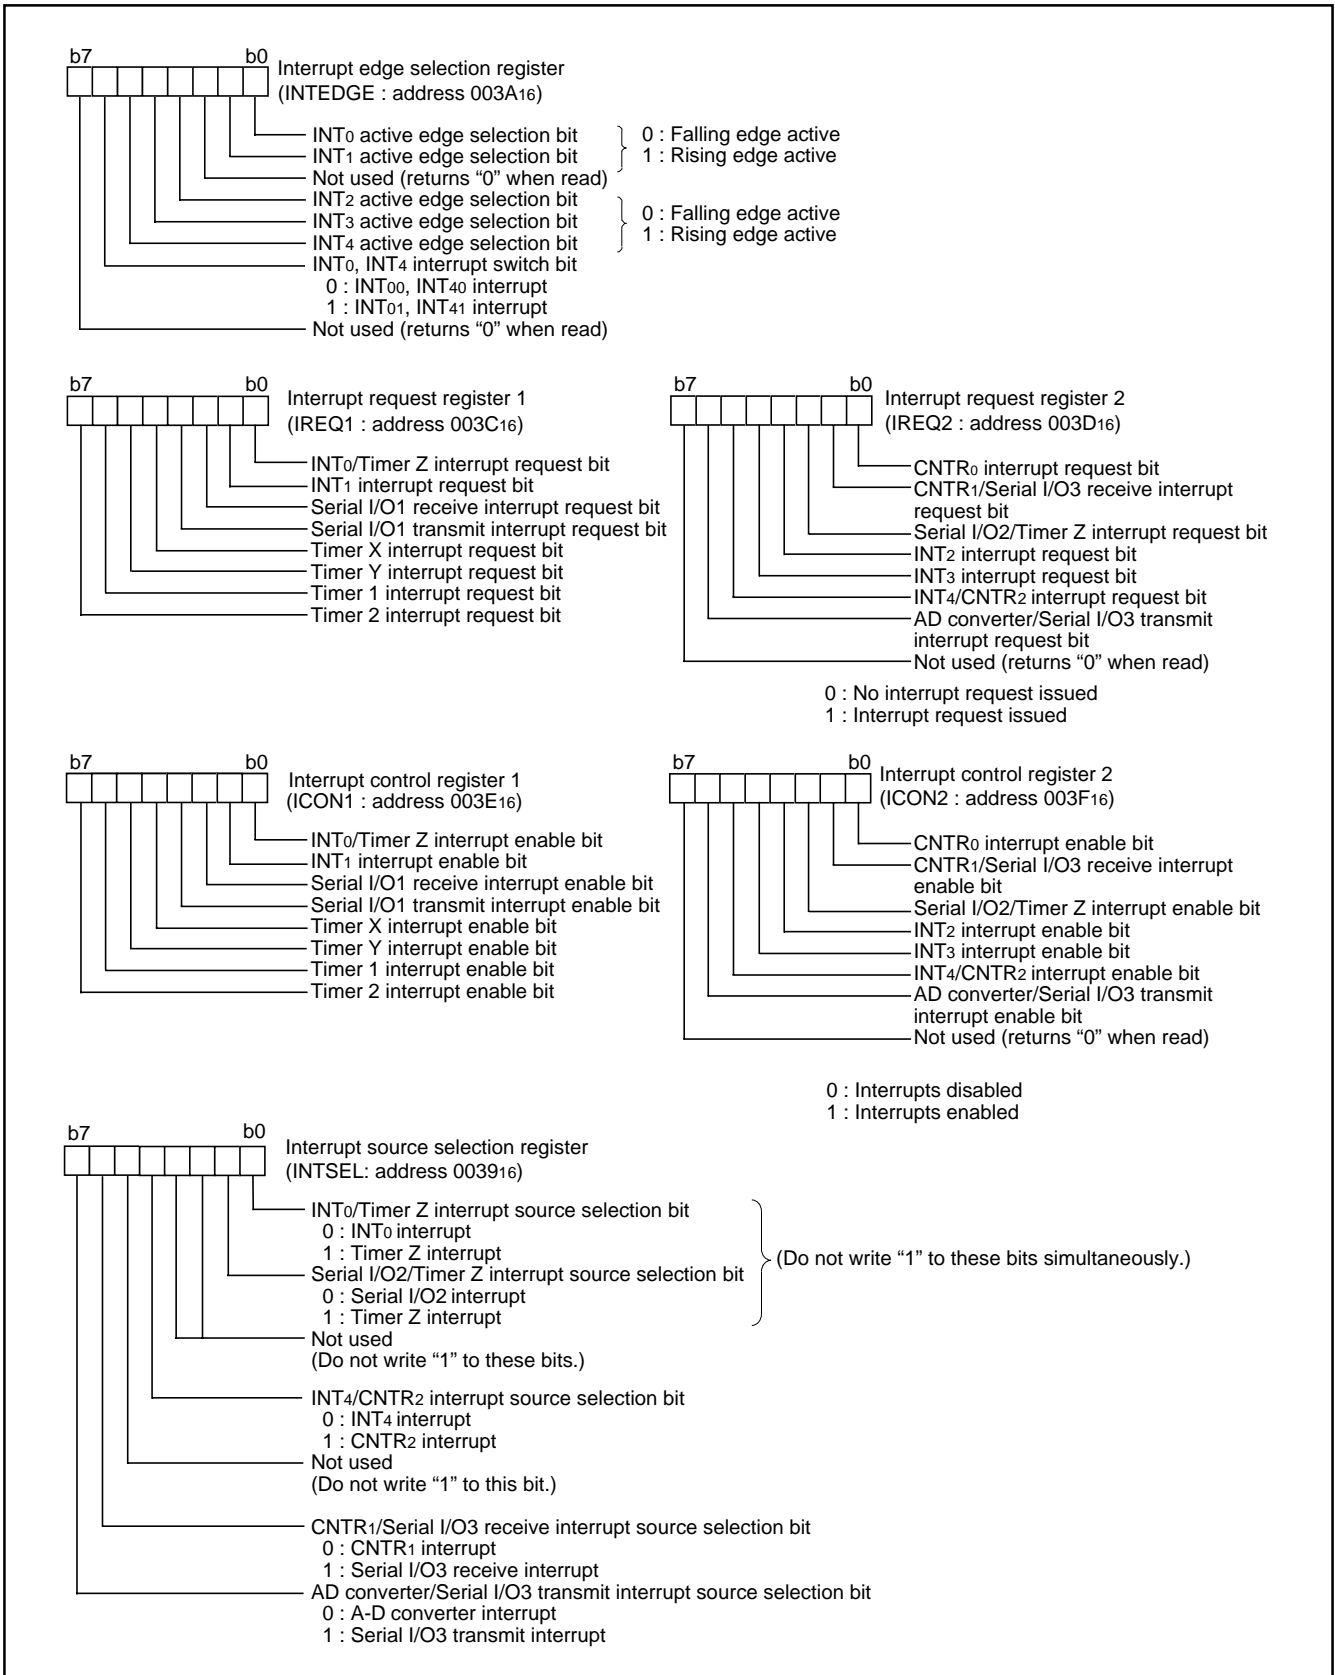 b7 b0
Interrupt edge selection register
(INTEDGE : address 003A16)
INT0 active edge selection bit
INT1 active edge selection bit
0 : Falling edge active
1 : Rising edge active
Not used (returns “0” when read)
INT2 active edge selection bit
INT3 active edge selection bit
INT4 active edge selection bit
0 : Falling edge active
1 : Rising edge active
INT0, INT4 interrupt switch bit
0 : INT00, INT40 interrupt
1 : INT01, INT41 interrupt
Not used (returns “0” when read)
b7 b0
Interrupt request register 1
(IREQ1 : address 003C16)
INT0/Timer Z interrupt request bit
INT1 interrupt request bit
Serial I/O1 receive interrupt request bit
Serial I/O1 transmit interrupt request bit
Timer X interrupt request bit
Timer Y interrupt request bit
Timer 1 interrupt request bit
Timer 2 interrupt request bit
b7 b0
Interrupt request register 2
(IREQ2 : address 003D16)
CNTR0 interrupt request bit
CNTR1/Serial I/O3 receive interrupt
request bit
Serial I/O2/Timer Z interrupt request bit
INT2 interrupt request bit
INT3 interrupt request bit
INT4/CNTR2 interrupt request bit
AD converter/Serial I/O3 transmit
interrupt request bit
Not used (returns “0” when read)
0 : No interrupt request issued
1 : Interrupt request issued
b7 b0
Interrupt control register 1
(ICON1 : address 003E16)
INT0/Timer Z interrupt enable bit
INT1 interrupt enable bit
Serial I/O1 receive interrupt enable bit
Serial I/O1 transmit interrupt enable bit
Timer X interrupt enable bit
Timer Y interrupt enable bit
Timer 1 interrupt enable bit
Timer 2 interrupt enable bit
b7 b0
Interrupt control register 2
(ICON2 : address 003F16)
CNTR0 interrupt enable bit
CNTR1/Serial I/O3 receive interrupt
enable bit
Serial I/O2/Timer Z interrupt enable bit
INT2 interrupt enable bit
INT3 interrupt enable bit
INT4/CNTR2 interrupt enable bit
AD converter/Serial I/O3 transmit
interrupt enable bit
Not used (returns “0” when read)
0 : Interrupts disabled
1 : Interrupts enabled
b7 b0
Interrupt source selection register
(INTSEL: address 003916)
INT0/Timer Z interrupt source selection bit
0 : INT0 interrupt
1 : Timer Z interrupt
Serial I/O2/Timer Z interrupt source selection bit
0 : Serial I/O2 interrupt
1 : Timer Z interrupt
(Do not write “1” to these bits simultaneously.)
Not used
(Do not write “1” to these bits.)
INT4/CNTR2 interrupt source selection bit
0 : INT4 interrupt
1 : CNTR2 interrupt
Not used
(Do not write “1” to this bit.)
CNTR1/Serial I/O3 receive interrupt source selection bit
0 : CNTR1 interrupt
1 : Serial I/O3 receive interrupt
AD converter/Serial I/O3 transmit interrupt source selection bit
0 : A-D converter interrupt
1 : Serial I/O3 transmit interrupt